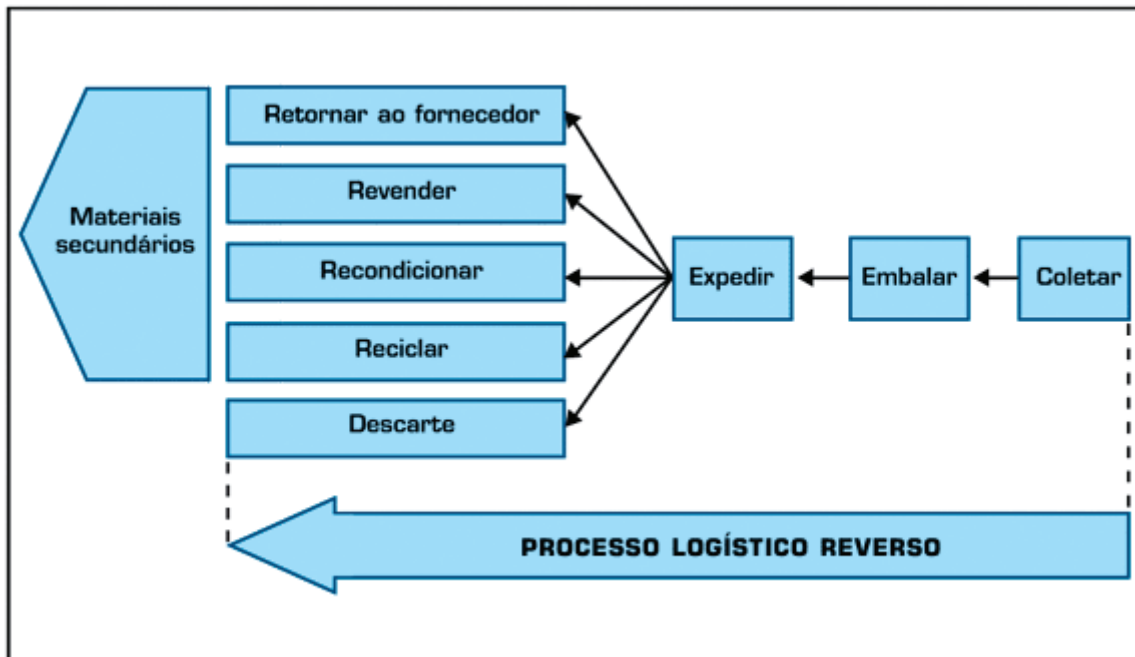 Retornar ao fornecedor
Revender
Materiais
secundários
Recondicionar
Expedir
Embalar
Coletar
Reciclar
Descarte
PROCESSO LOGÍSTICO REVERSO